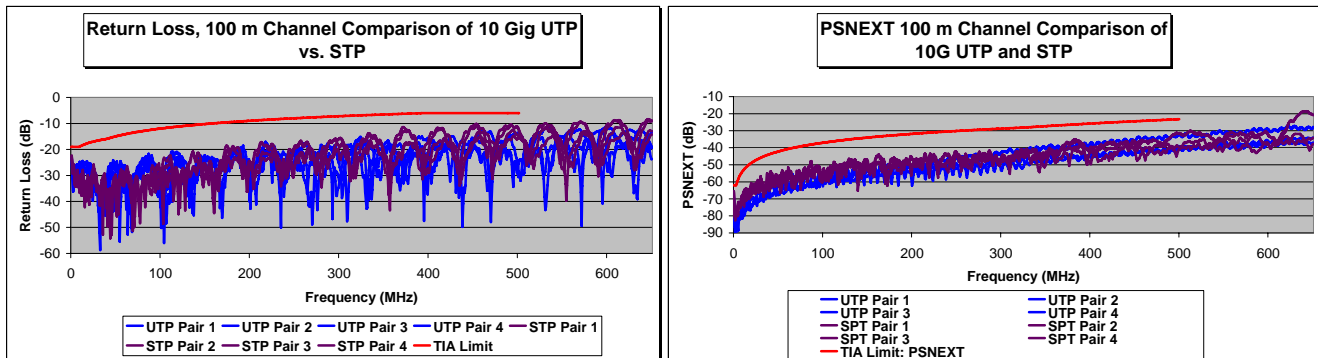 Return Loss, 100 m Channel Comparison of 10 Gig UTP
vs. STP
0
-10
-20
-30
-40
-50
-60
Return Loss (dB)
0 100 200 300 400 500 600
Frequency (MHz)
UTP Pair 1 UTP Pair 2 UTP Pair 3 UTP Pair 4 STP Pair 1
STP Pair 2 STP Pair 3 STP Pair 4 TIA Limit
PSNEXT 100 m Channel Comparison of
10G UTP and STP
-10
-20
-30
-40
-50
-60
-70
-80
-90
PSNEXT (dB)
0 100 200 300 400 500 600
Frequency (MHz)
UTP Pair 1 UTP Pair 2
UTP Pair 3 UTP Pair 4
SPT Pair 1 SPT Pair 2
SPT Pair 3 SPT Pair 4
TIA Limit: PSNEXT